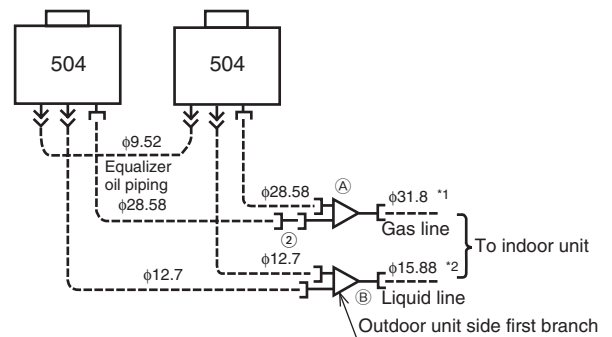 504 504
φ9.52
Equalizer
oil piping
φ28.58 Ⓐ φ31.8 *1
φ28.58
② Gas line
To indoor unit
φ12.7 φ12.7 φ15.88 *2
Ⓑ Liquid line
Outdoor unit side first branch